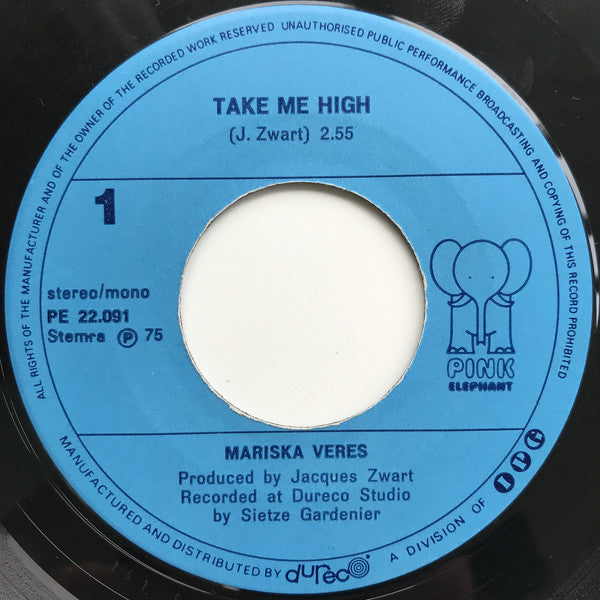 ALL RIGHTS OF THE MANUFACTURER AND OF THE OWNER OF THE RECORDED WORK RESERVED UNAUTHORISED PUBLIC PERFORMANCE BROADCASTING AND COPYING OF THIS RECORD PROHIBITED
TAKE ME HIGH
(J. Zwart) 2.55
1
stereo/mono
PE 22.091
Stemra Ⓟ 75
PINK
ELEPHANT
MARISKA VERES
Produced by Jacques Zwart
Recorded at Dureco Studio
by Sietze Gardenier
MANUFACTURED AND DISTRIBUTED BY dureco A DIVISION OF